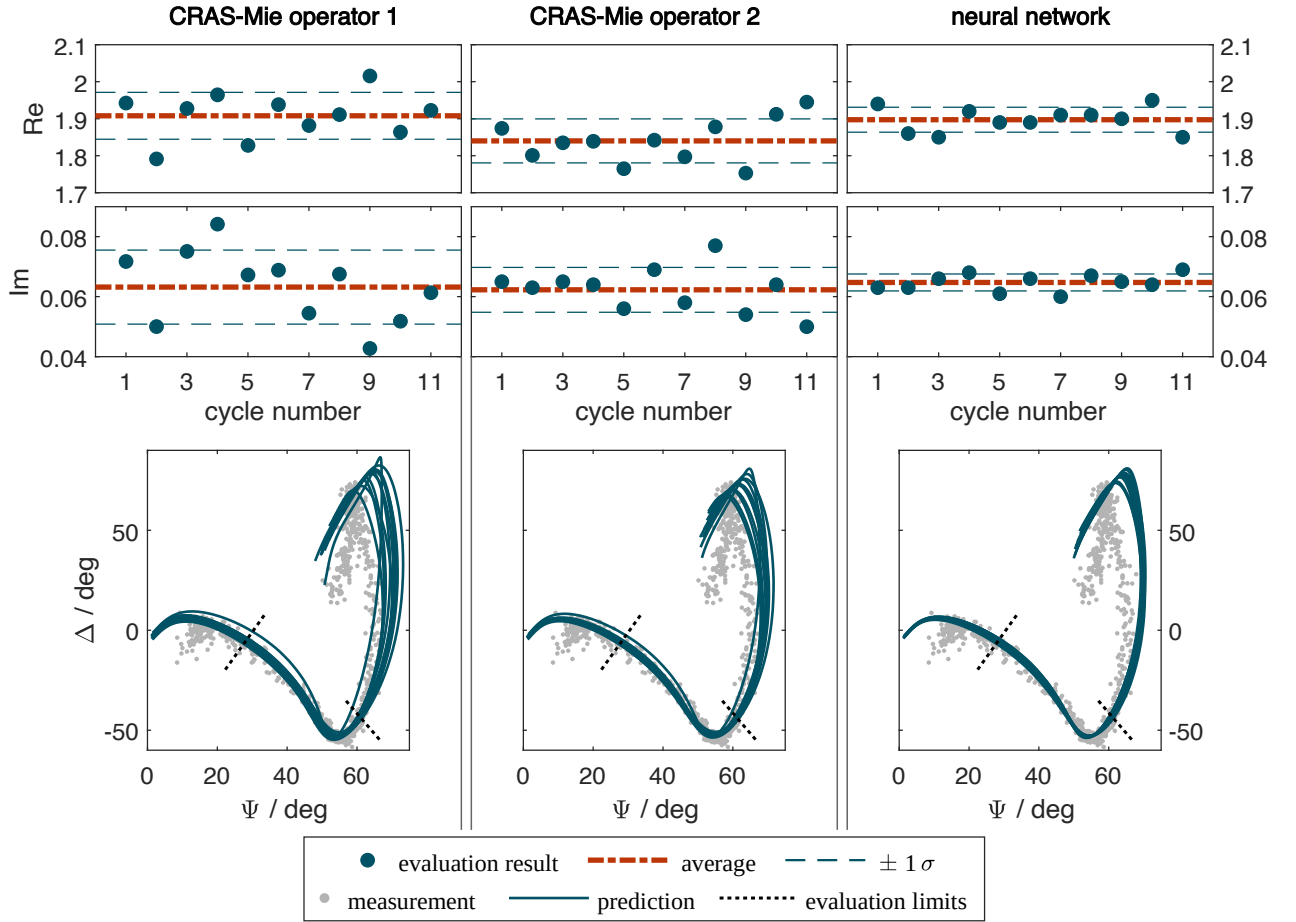 CRAS-Mie operator 1 CRAS-Mie operator 2 neural network
2.1 2.1
2 2
1.9 1.9
1.8 1.8
1.7 1.7
Re
0.08 0.08
0.06 0.06
0.04 0.04
Im
1 3 5 7 9 11 1 3 5 7 9 11 1 3 5 7 9 11
cycle number cycle number cycle number
50 50
0 0
-50 -50
Δ / deg
0 20 40 60 0 20 40 60 0 20 40 60
Ψ / deg Ψ / deg Ψ / deg
evaluation result average ± 1 σ
measurement prediction evaluation limits